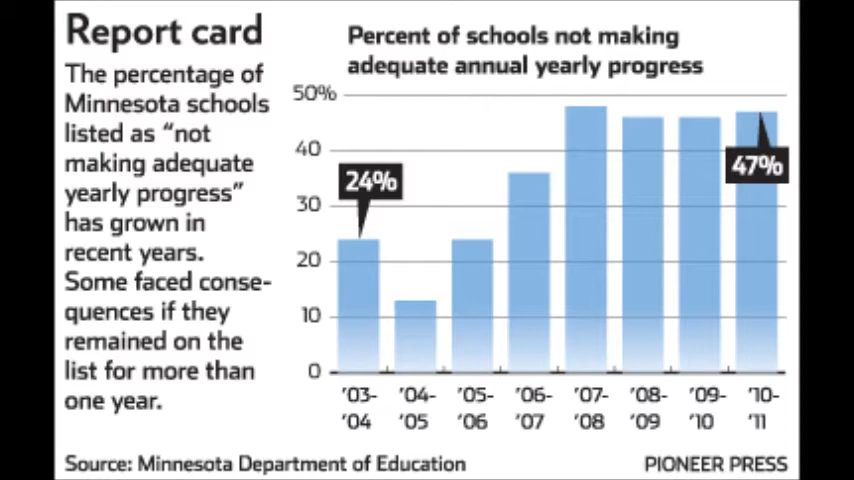 Report card
The percentage of
Minnesota schools
listed as “not
making adequate
yearly progress”
has grown in
recent years.
Some faced conse-
quences if they
remained on the
list for more than
one year.
Percent of schools not making
adequate annual yearly progress
50%
40
30
20
10
0
24%
47%
’03- ’04- ’05- ’06- ’07- ’08- ’09- ’10-
’04 ’05 ’06 ’07 ’08 ’09 ’10 ’11
Source: Minnesota Department of Education
PIONEER PRESS